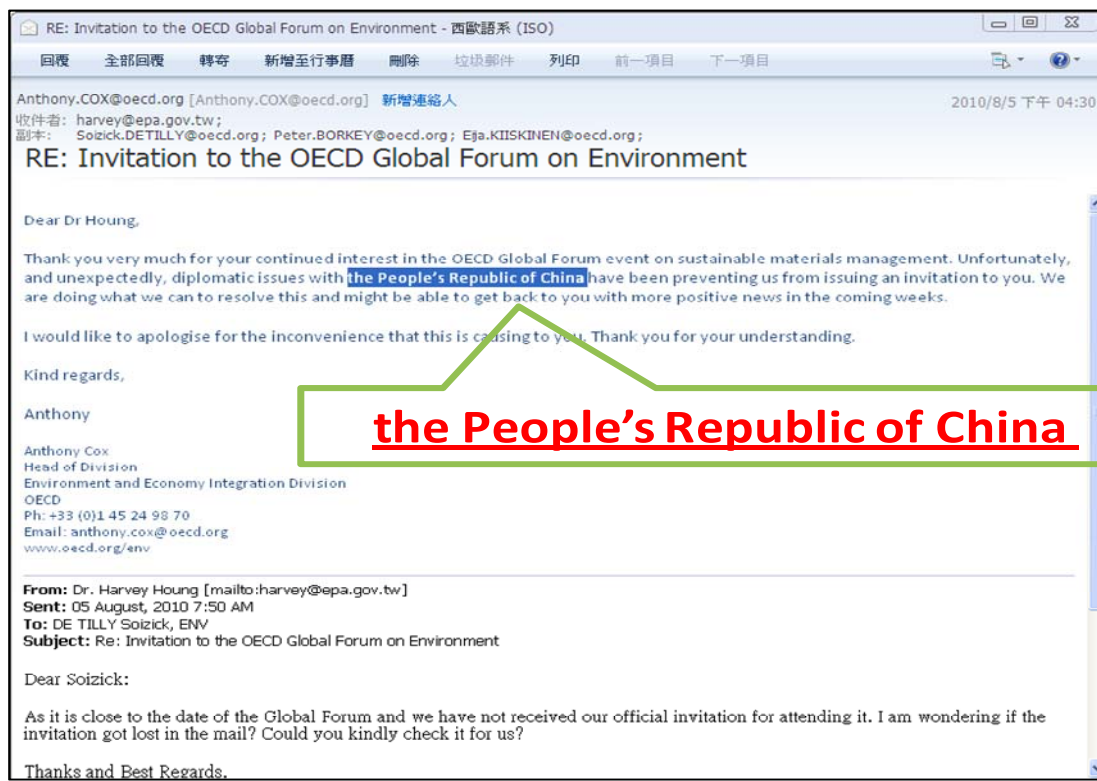 RE: Invitation to the OECD Global Forum on Environment - 西歐語系 (ISO)
回覆 全部回覆 轉寄 新增至行事曆 刪除 垃圾郵件 列印 前一項目 下一項目
Anthony.COX@oecd.org [Anthony.COX@oecd.org] 新增連絡人 2010/8/5 下午 04:30
收件者: harvey@epa.gov.tw;
副本: Soizick.DETILLY@oecd.org; Peter.BORKEY@oecd.org; Eija.KIISKINEN@oecd.org;
RE: Invitation to the OECD Global Forum on Environment
Dear Dr Houng,
Thank you very much for your continued interest in the OECD Global Forum event on sustainable materials management. Unfortunately,
and unexpectedly, diplomatic issues with the People's Republic of China have been preventing us from issuing an invitation to you. We
are doing what we can to resolve this and might be able to get back to you with more positive news in the coming weeks.
I would like to apologise for the inconvenience that this is causing to you. Thank you for your understanding.
Kind regards,
Anthony
the People's Republic of China
Anthony Cox
Head of Division
Environment and Economy Integration Division
OECD
Ph: +33 (0)1 45 24 98 70
Email: anthony.cox@oecd.org
www.oecd.org/env
From: Dr. Harvey Houng [mailto:harvey@epa.gov.tw]
Sent: 05 August, 2010 7:50 AM
To: DE TILLY Soizick, ENV
Subject: Re: Invitation to the OECD Global Forum on Environment
Dear Soizick:
As it is close to the date of the Global Forum and we have not received our official invitation for attending it. I am wondering if the
invitation got lost in the mail? Could you kindly check it for us?
Thanks and Best Regards.